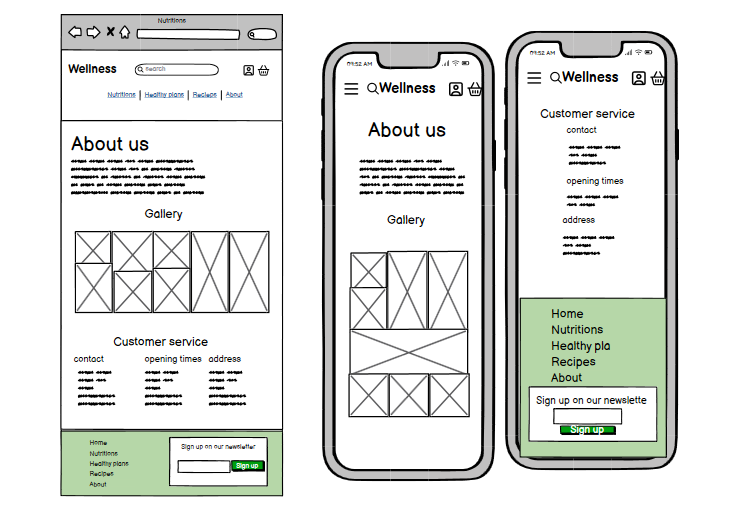 Nutritions
Wellness
search
Nutritions | Healthy plans | Recieps | About
About us
Gallery
Customer service
contact opening times address
Home
Nutritions
Healthy plans
Recipes
About
Sign up on our newsletter
Sign up
09:52 AM
Wellness
About us
Gallery
09:52 AM
Wellness
Customer service
contact
opening times
address
Home
Nutritions
Healthy pla
Recipes
About
Sign up on our newslette
Sign up